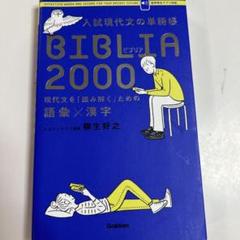 入試現代文の単語帳
BIBLIA
ビブリア
2000
現代文を「読み解く」ための
語彙×漢字
柳生好之
Gakken